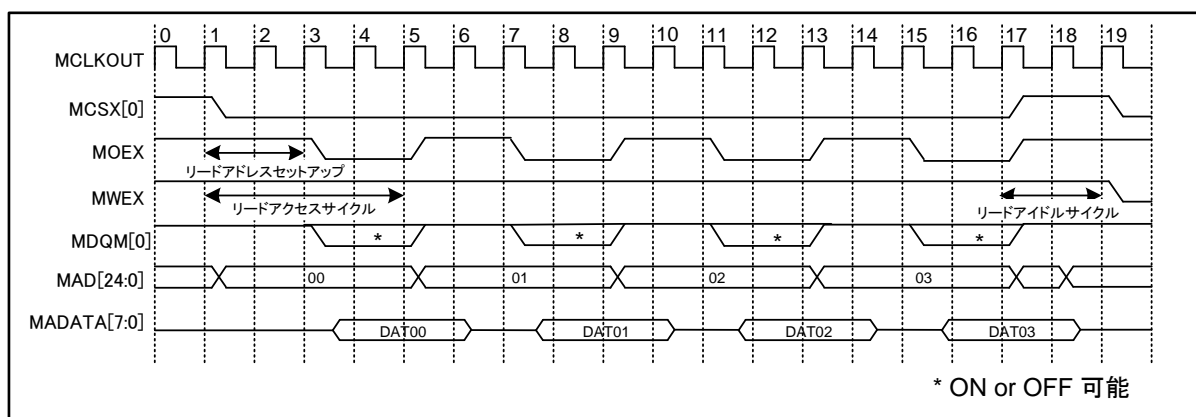 0 1 2 3 4 5 6 7 8 9 10 11 12 13 14 15 16 17 18 19
MCLKOUT
MCSX[0]
MOEX
リードアドレスセットアップ
MWEX
リードアクセスサイクル
リードアイドルサイクル
MDQM[0]
* * * *
MAD[24:0]
00 01 02 03
MADATA[7:0]
DAT00 DAT01 DAT02 DAT03
* ON or OFF 可能